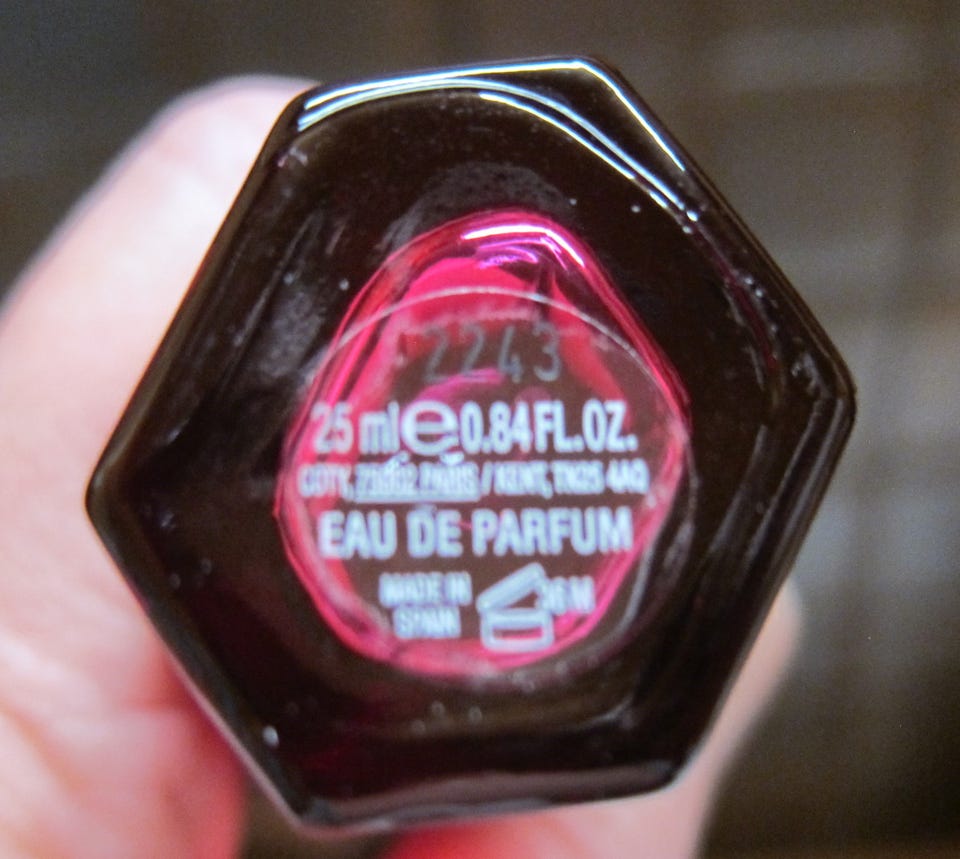 2243
25 ml e 0.84 FL.OZ.
COTY, 75002 PARIS / KENT, TN25 4AQ
EAU DE PARFUM
MADE IN
SPAIN
36 M